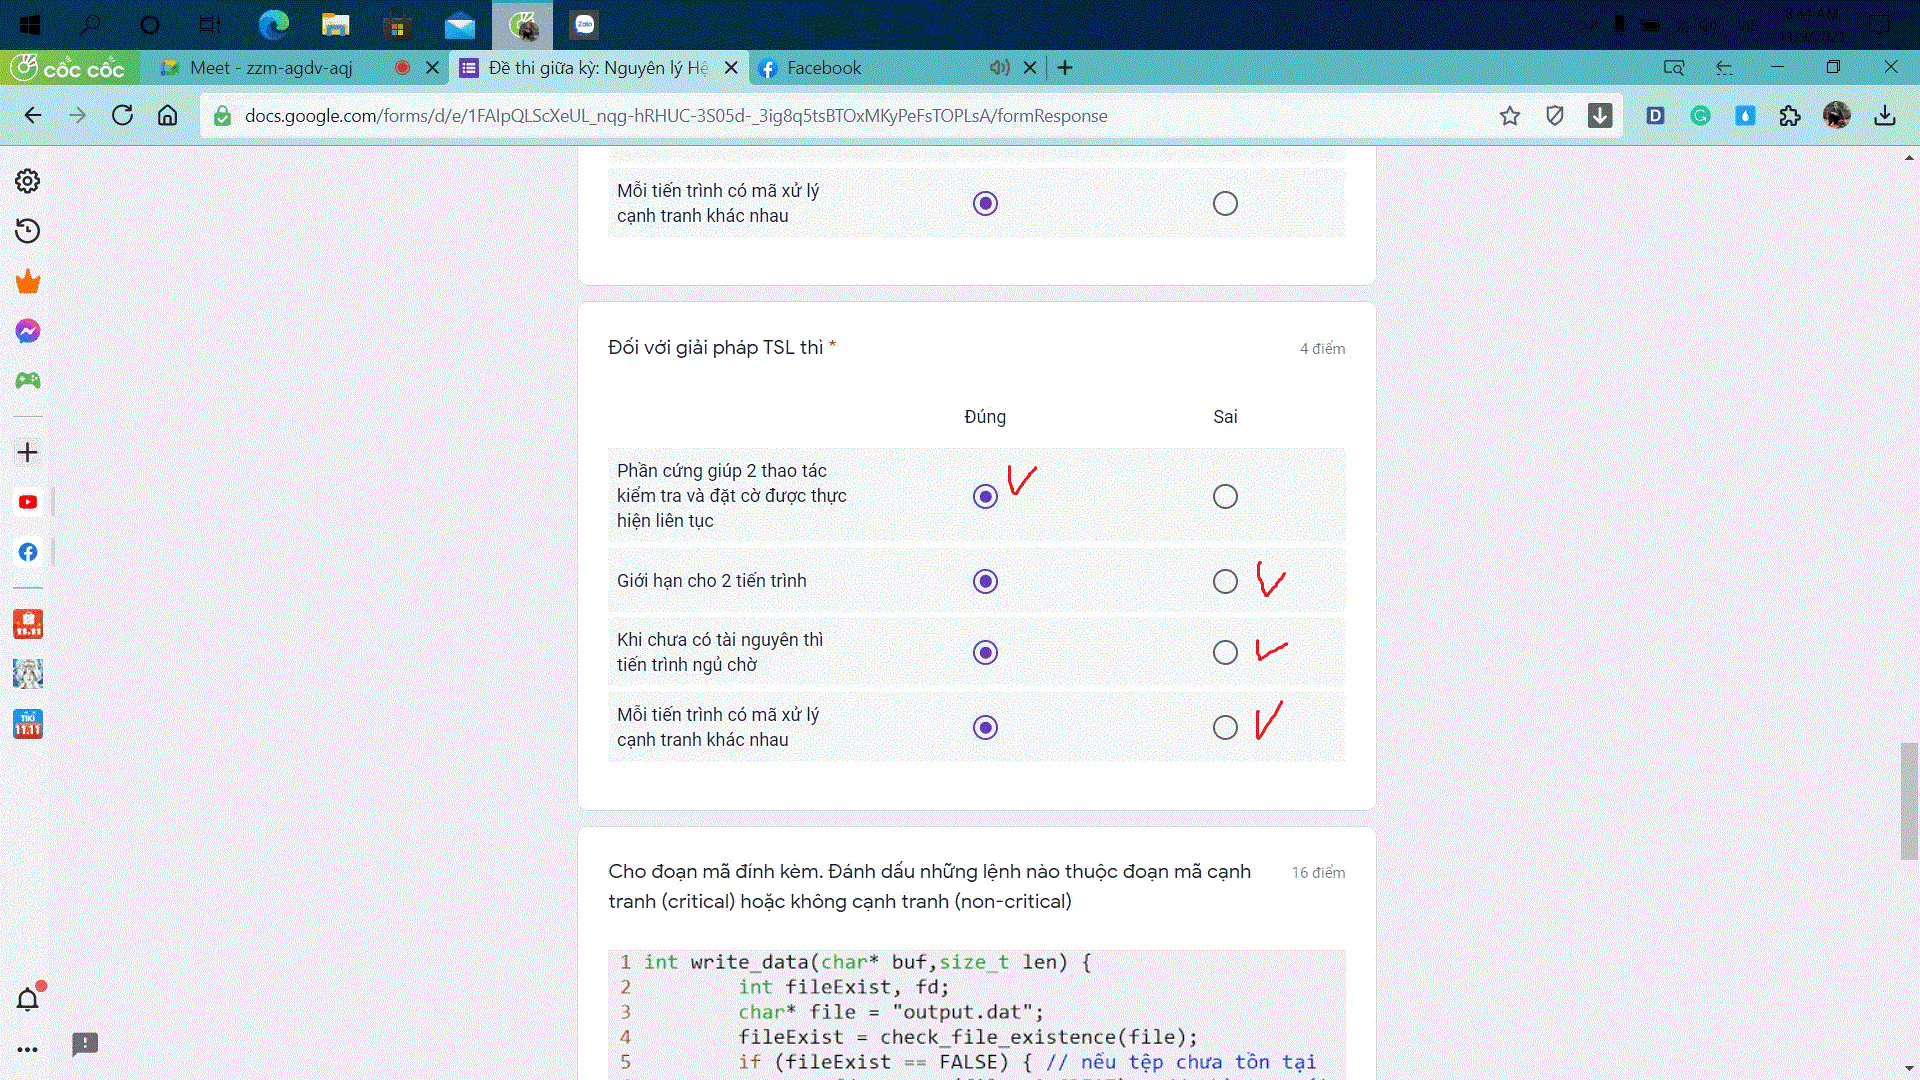 Zalo
cốc cốc
Meet - zzm-agdv-aqj
Đề thi giữa kỳ: Nguyên lý Hệ
Facebook
docs.google.com/forms/d/e/1FAIpQLScXeUL_nqg-hRHUC-3S05d-_3ig8q5tsBTOxMKyPeFsTOPLsA/formResponse
Mỗi tiến trình có mã xử lý
cạnh tranh khác nhau
Đối với giải pháp TSL thì *
4 điểm
Đúng
Sai
Phần cứng giúp 2 thao tác
kiểm tra và đặt cờ được thực
hiện liên tục
Giới hạn cho 2 tiến trình
Khi chưa có tài nguyên thì
tiến trình ngủ chờ
Mỗi tiến trình có mã xử lý
cạnh tranh khác nhau
11.11
TIKI
11.11
Cho đoạn mã đính kèm. Đánh dấu những lệnh nào thuộc đoạn mã cạnh
tranh (critical) hoặc không cạnh tranh (non-critical)
16 điểm
1 int write_data(char* buf,size_t len) {
2 int fileExist, fd;
3 char* file = "output.dat";
4 fileExist = check_file_existence(file);
5 if (fileExist == FALSE) { // nếu tệp chưa tồn tại